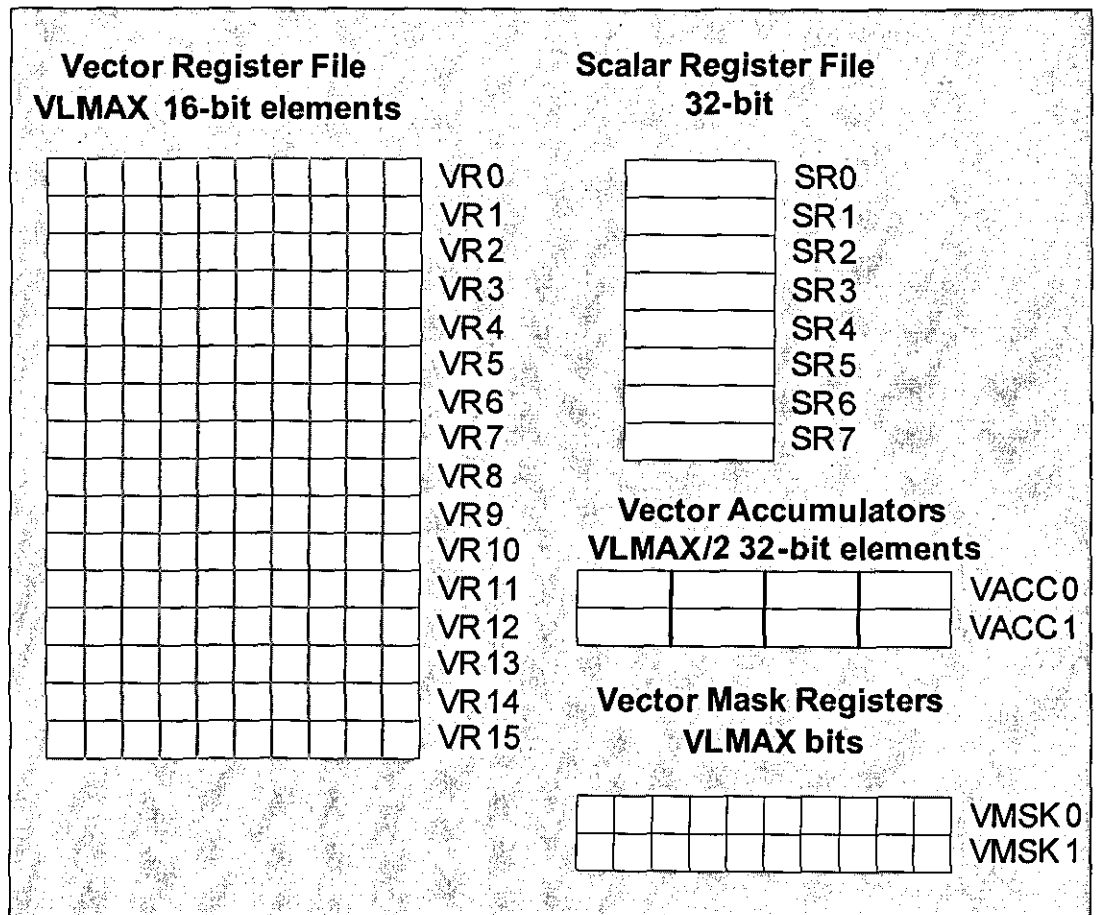 Vector Register File
VLMAX 16-bit elements
VR0
VR1
VR2
VR3
VR4
VR5
VR6
VR7
VR8
VR9
VR10
VR11
VR12
VR13
VR14
VR15
Scalar Register File
32-bit
SR0
SR1
SR2
SR3
SR4
SR5
SR6
SR7
Vector Accumulators
VLMAX/2 32-bit elements
VACC0
VACC1
Vector Mask Registers
VLMAX bits
VMSK0
VMSK1